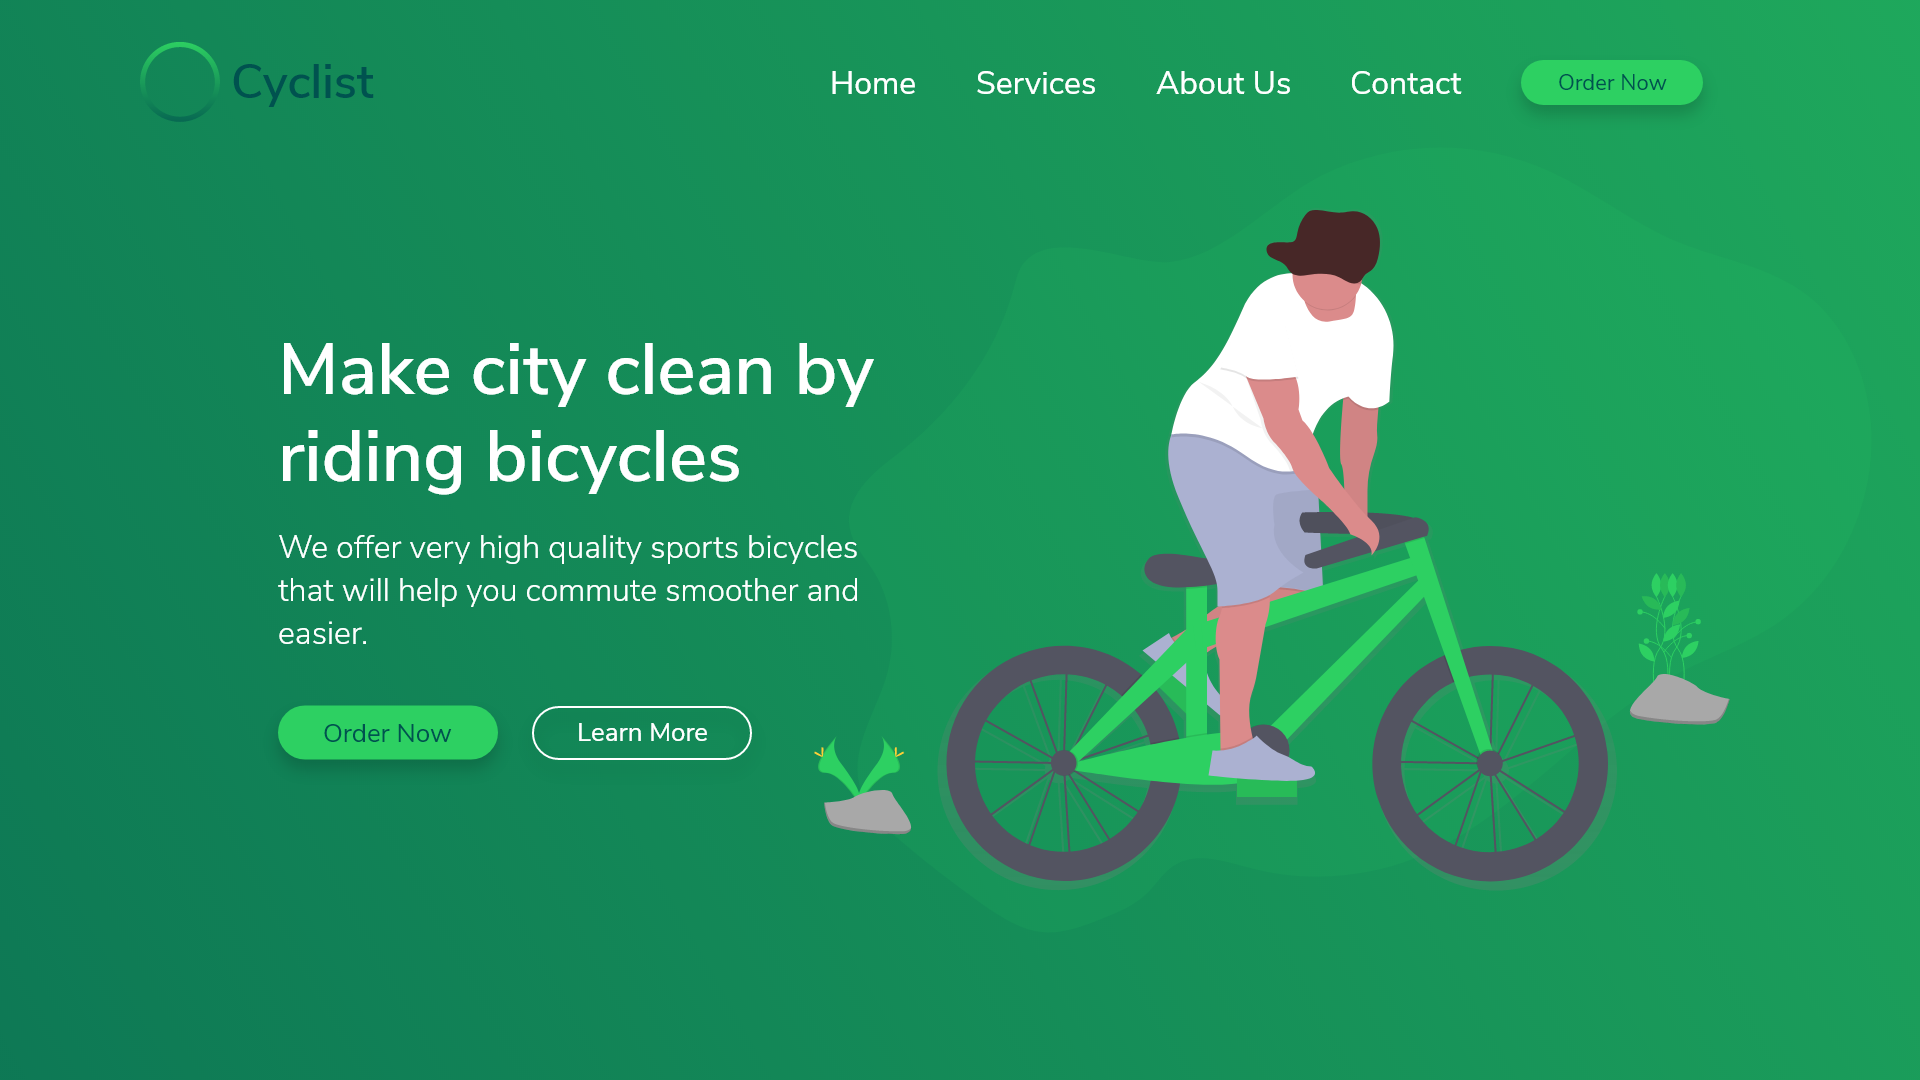 Cyclist
Home Services About Us Contact Order Now
Make city clean by
riding bicycles
We offer very high quality sports bicycles
that will help you commute smoother and
easier.
Order Now Learn More